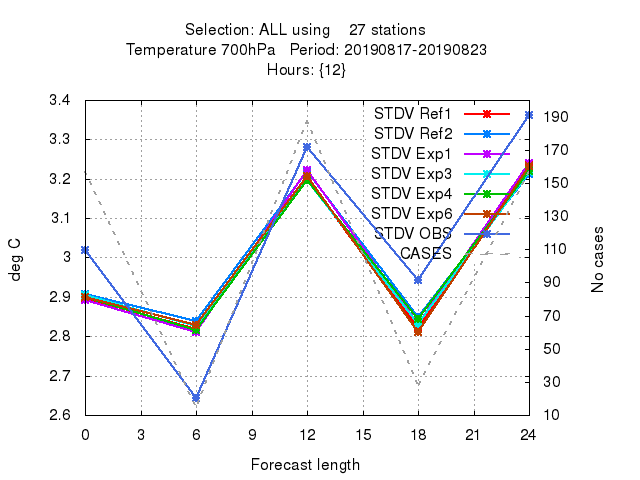 Selection: ALL using    27 stations
Temperature 700hPa   Period: 20190817-20190823
Hours: {12}
3.4
3.3
3.2
3.1
3
2.9
2.8
2.7
2.6
deg C
STDV Ref1
STDV Ref2
STDV Exp1
STDV Exp3
STDV Exp4
STDV Exp6
STDV OBS
CASES
190
170
150
130
110
90
70
50
30
10
No cases
0 3 6 9 12 15 18 21 24
Forecast length